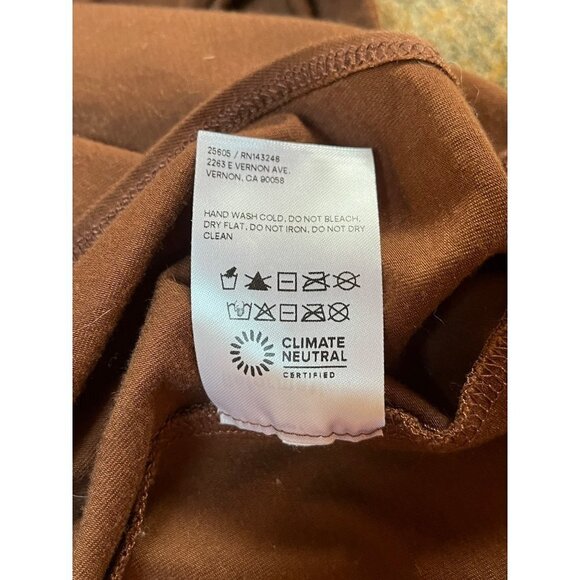 25605 / RN143246
2263 E VERNON AVE.
VERNON, CA 90058
HAND WASH COLD, DO NOT BLEACH,
DRY FLAT, DO NOT IRON, DO NOT DRY
CLEAN
CLIMATE
NEUTRAL
CERTIFIED